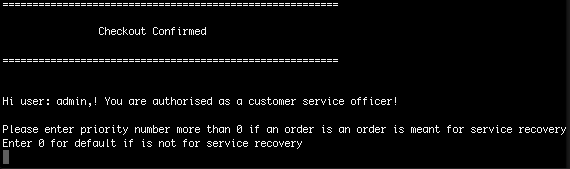 ========================================================
Checkout Confirmed
========================================================
Hi user: admin,! You are authorised as a customer service officer!
Please enter priority number more than 0 if an order is an order is meant for service recovery
Enter 0 for default if is not for service recovery